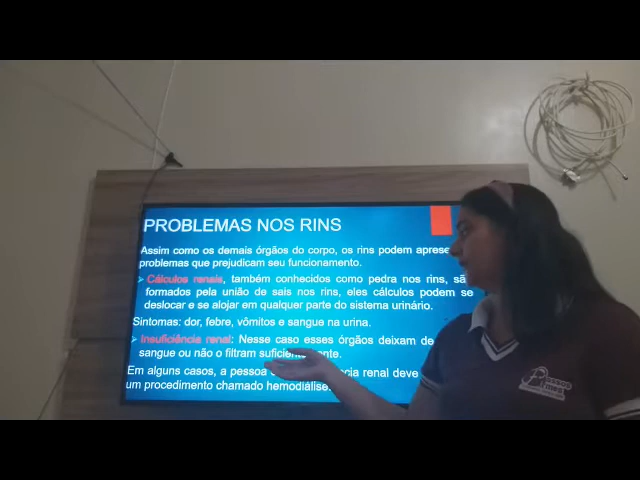 PROBLEMAS NOS RINS
Assim como os demais órgãos do corpo, os rins podem
problemas que prejudicam seu funcionamento.
Cálculos renais, também conhecidos como pedra nos rins,
formados pela união de sais nos rins, eles cálculos podem se
deslocar e se alojar em qualquer parte do sistema urinário.
Sintomas: dor, febre, vômitos e sangue na urina.
Insuficiência renal: Nesse caso esses órgãos deixam de
sangue ou não o filtram
Em alguns casos, a pessoa renal deve
um procedimento chamado hemodiálise.